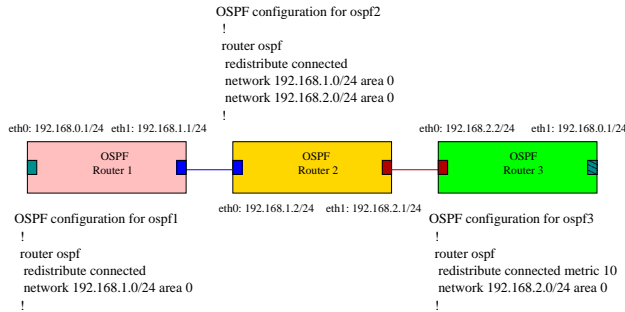 OSPF configuration for ospf2
!
router ospf
redistribute connected
network 192.168.1.0/24 area 0
network 192.168.2.0/24 area 0
!
eth0: 192.168.0.1/24 eth1: 192.168.1.1/24
eth0: 192.168.2.2/24 eth1: 192.168.0.1/24
OSPF
Router 1
OSPF
Router 2
OSPF
Router 3
eth0: 192.168.1.2/24 eth1: 192.168.2.1/24
OSPF configuration for ospf1
!
router ospf
redistribute connected
network 192.168.1.0/24 area 0
!
OSPF configuration for ospf3
!
router ospf
redistribute connected metric 10
network 192.168.2.0/24 area 0
!